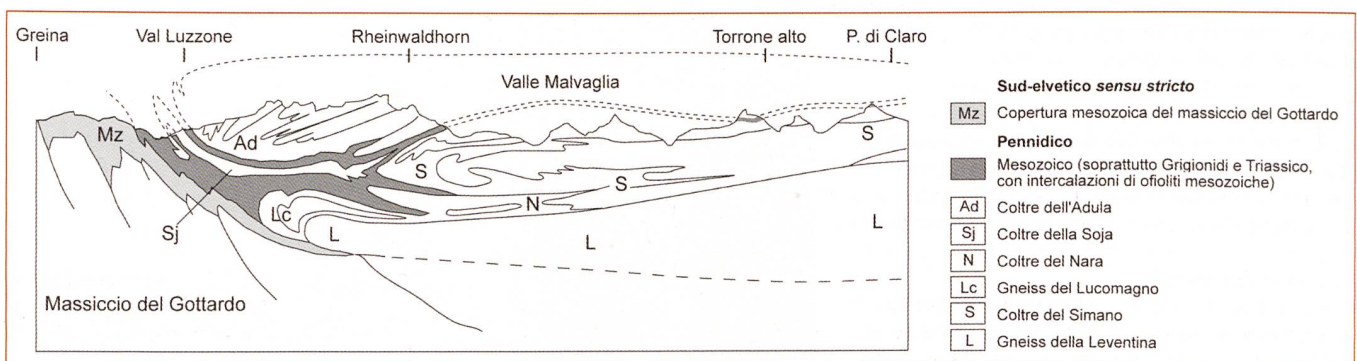 Greina
Val Luzzone
Rheinwaldhorn
Torrone alto
P. di Claro
Valle Malvaglia
Mz
Ad
S
S
S
Lc
N
L
L
L
Sj
Massiccio del Gottardo
Sud-elvetico sensu stricto
Mz Copertura mesozoica del massiccio del Gottardo
Pennidico
Mesozoico (soprattutto Grigionidi e Triassico,
con intercalazioni di ofioliti mesozoiche)
Ad Coltre dell'Adula
Sj Coltre della Soja
N Coltre del Nara
Lc Gneiss del Lucomagno
S Coltre del Simano
L Gneiss della Leventina